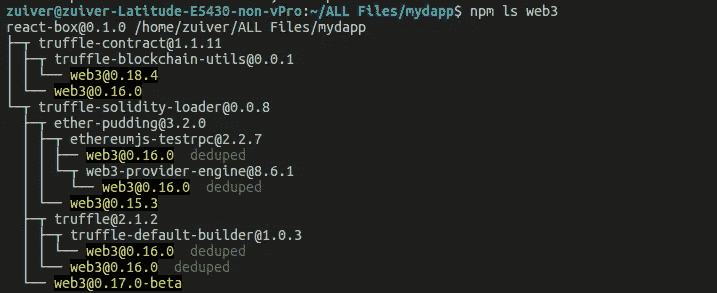 zuiver@zuiver-Latitude-E5430-non-vPro:~/ALL Files/mydapp$ npm ls web3
react-box@0.1.0 /home/zuiver/ALL Files/mydapp
├─┬ truffle-contract@1.1.11
│ ├─┬ truffle-blockchain-utils@0.0.1
│ │ └── web3@0.18.4
│ └── web3@0.16.0
└─┬ truffle-solidity-loader@0.0.8
  ├─┬ ether-pudding@3.2.0
  │ ├─┬ ethereumjs-testrpc@2.2.7
  │ │ ├── web3@0.16.0  deduped
  │ │ └─┬ web3-provider-engine@8.6.1
  │ │   └── web3@0.16.0  deduped
  │ └── web3@0.15.3
  ├─┬ truffle@2.1.2
  │ ├─┬ truffle-default-builder@1.0.3
  │ │ └── web3@0.16.0  deduped
  │ └── web3@0.16.0  deduped
  └── web3@0.17.0-beta